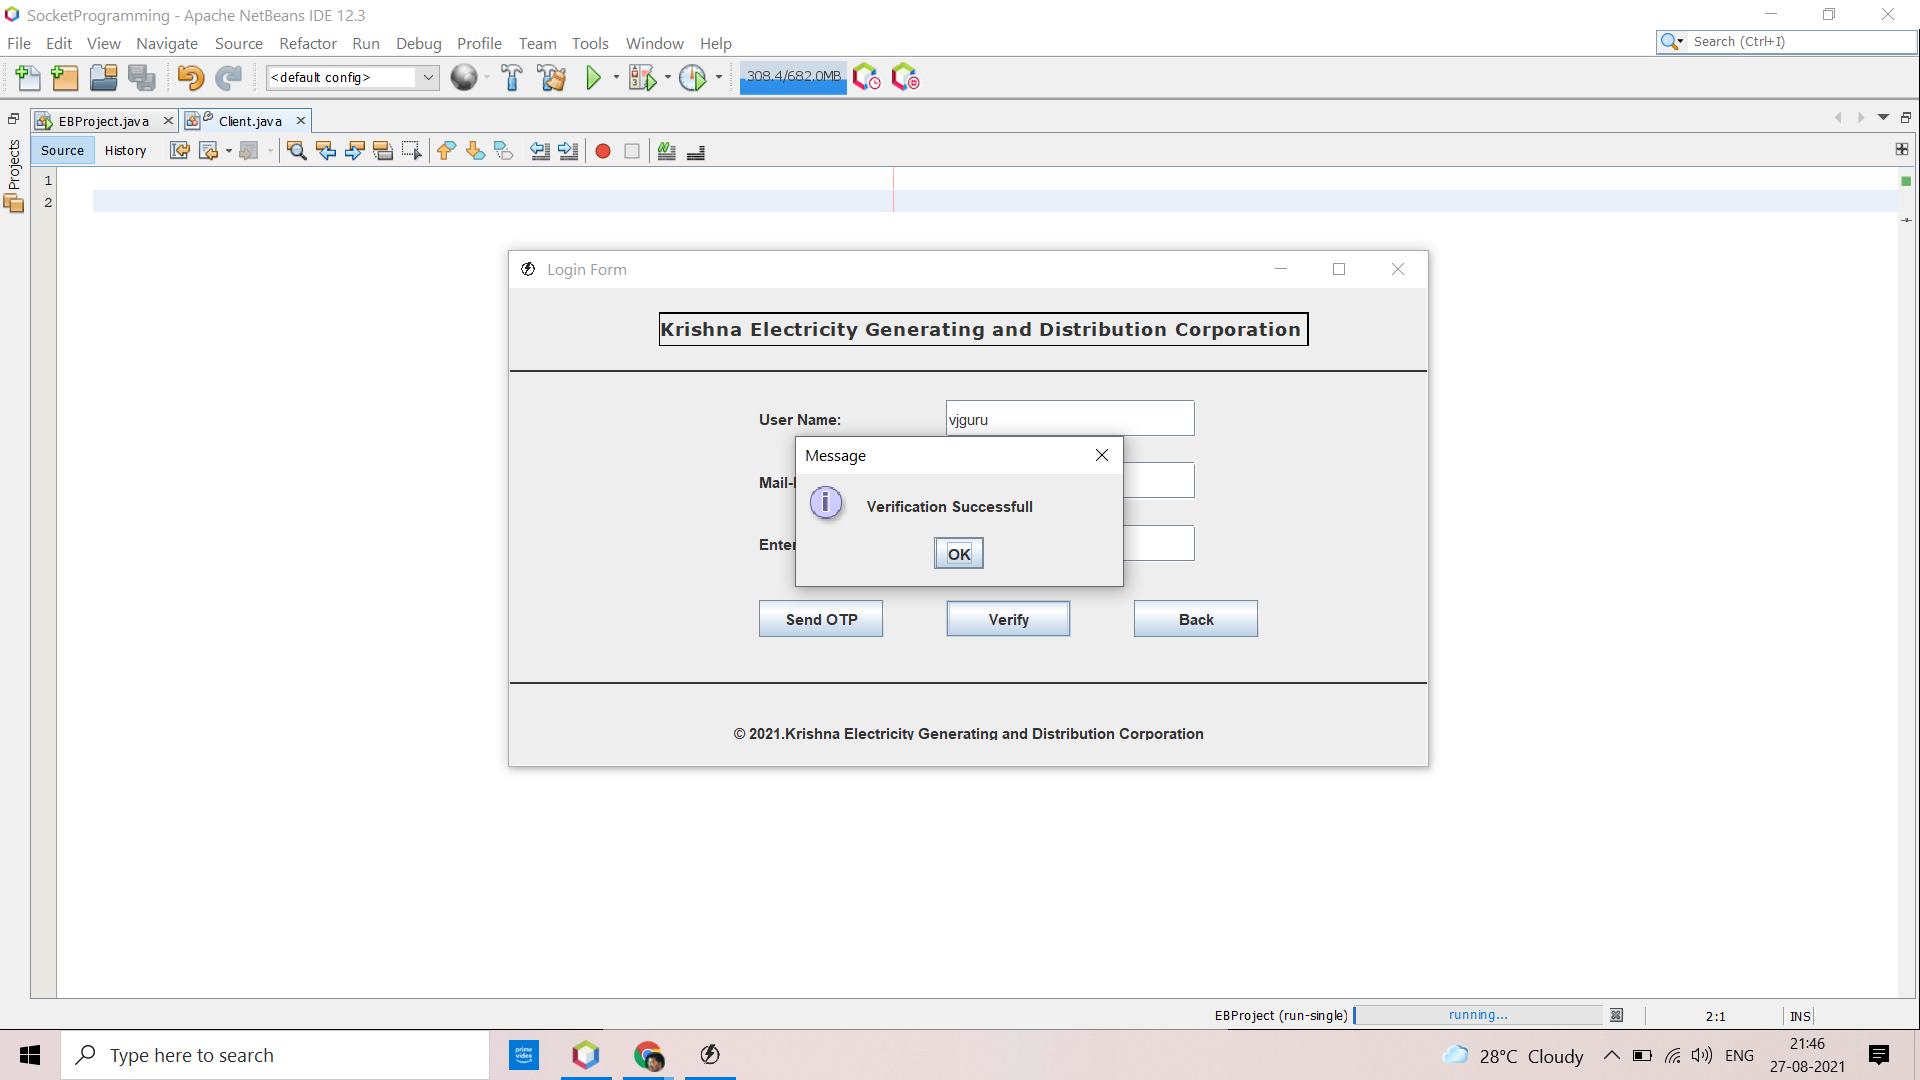 SocketProgramming - Apache NetBeans IDE 12.3
File Edit View Navigate Source Refactor Run Debug Profile Team Tools Window Help
Search (Ctrl+I)
<default config>
308.4/682.0MB
EBProject.java
Client.java
Projects
Source History
1
2
Login Form
Krishna Electricity Generating and Distribution Corporation
User Name:
vjguru
Message
Mail-
Verification Successfull
Enter
OK
Send OTP
Verify
Back
© 2021.Krishna Electricity Generating and Distribution Corporation
EBProject (run-single)
running...
2:1
INS
Type here to search
prime video
28°C Cloudy
ENG
21:46
27-08-2021